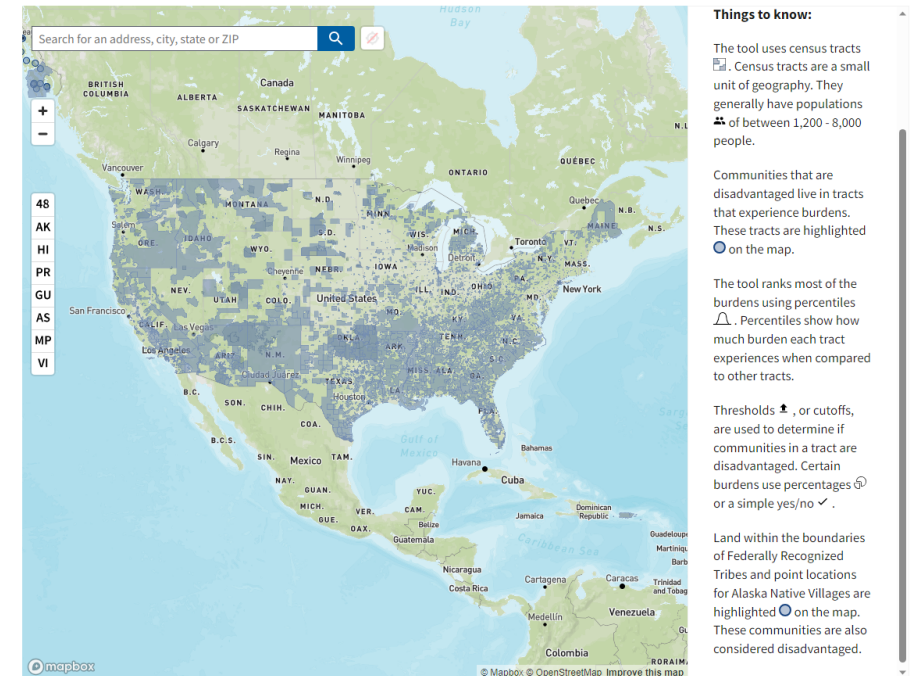 Hudson
Bay
Search for an address, city, state or ZIP
+
−
BRITISH
COLUMBIA
ALBERTA
Canada
SASKATCHEWAN
MANITOBA
Calgary
Regina
Winnipeg
Vancouver
ONTARIO
QUÉBEC
Quebec
N.B.
N.S.
MAINE
48
AK
HI
PR
GU
AS
MP
VI
WASH.
MONTANA
N.D.
MINN.
Salem
ORE.
IDAHO
S.D.
WIS.
MICH.
Toronto
VT.
WYO.
Madison
Detroit
N.Y.
MASS.
Cheyenne
NEBR.
IOWA
PA.
NEV.
UTAH
COLO.
United States
ILL.
IND.
OHIO
MD.
New York
San Francisco
CALIF.
Las Vegas
MO.
KY.
VA.
Los Angeles
ARIZ.
N.M.
OKLA.
ARK.
TENN.
N.C.
S.C.
Ciudad Juárez
TEXAS
MISS.
ALA.
GA.
LA.
Houston
FLA.
B.C.
SON.
CHIH.
COA.
B.C.S.
Gulf of
Mexico
Bahamas
SIN.
Mexico
TAM.
Havana
Cuba
NAY.
GUAN.
YUC.
MICH.
VER.
CAM.
GUE.
OAX.
Belize
Jamaica
Dominican
Republic
Guatemala
Caribbean Sea
Nicaragua
Costa Rica
Cartagena
Caracas
Trinidad
and Tobag
Medellín
Venezuela
Colombia
RORAIM
mapbox
© Mapbox © OpenStreetMap Improve this map
Things to know:
The tool uses census tracts
. Census tracts are a small
unit of geography. They
generally have populations
of between 1,200 - 8,000
people.
Communities that are
disadvantaged live in tracts
that experience burdens.
These tracts are highlighted
on the map.
The tool ranks most of the
burdens using percentiles
. Percentiles show how
much burden each tract
experiences when compared
to other tracts.
Thresholds , or cutoffs,
are used to determine if
communities in a tract are
disadvantaged. Certain
burdens use percentages
or a simple yes/no .
Land within the boundaries
of Federally Recognized
Tribes and point locations
for Alaska Native Villages are
highlighted on the map.
These communities are also
considered disadvantaged.